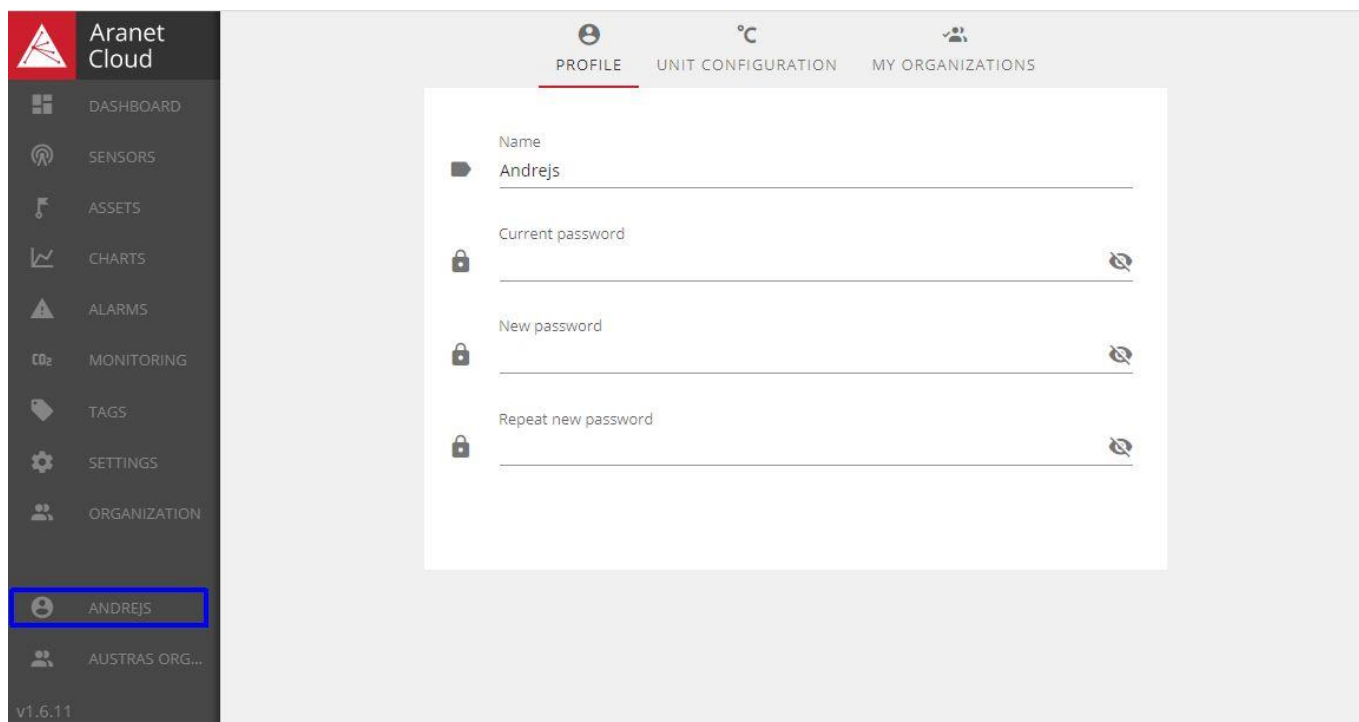 Aranet
Cloud
DASHBOARD
SENSORS
ASSETS
CHARTS
ALARMS
CO₂ MONITORING
TAGS
SETTINGS
ORGANIZATION
ANDREJS
AUSTRAS ORG...
v1.6.11
°C
PROFILE UNIT CONFIGURATION MY ORGANIZATIONS
Name
Andrejs
Current password
New password
Repeat new password